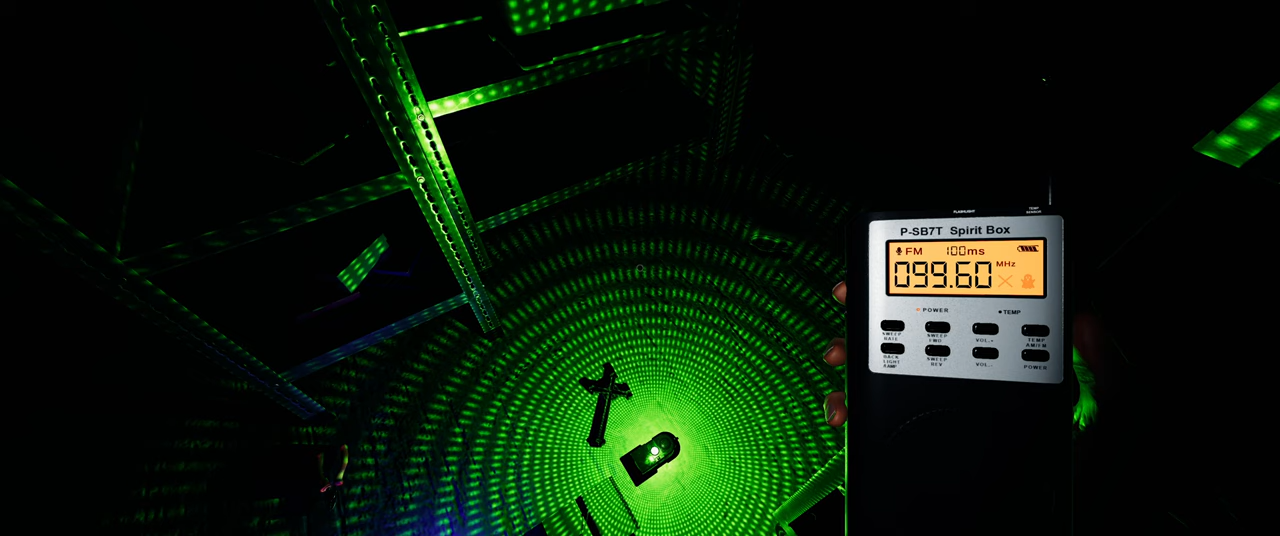 FLASHLIGHT
TEMP
SENSOR
P-SB7T Spirit Box
FM 100ms
099.60 MHz
POWER TEMP
SWEEP RATE
SWEEP FWD
VOL.+
TEMP AM/FM
BACK LIGHT
SWEEP REV
VOL.-
POWER